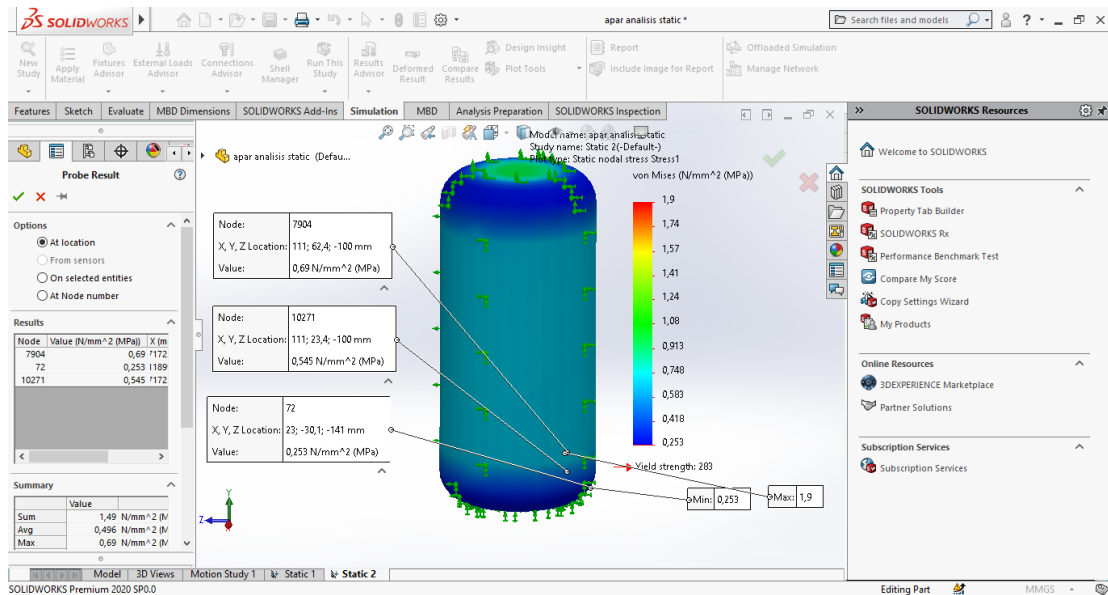 SOLIDWORKS
apar analisis static *
Search files and models
New Study
Apply Material
Fixtures Advisor
External Loads Advisor
Connections Advisor
Shell Manager
Run This Study
Results Advisor
Deformed Result
Compare Results
Design Insight
Plot Tools
Report
Include Image for Report
Offloaded Simulation
Manage Network
Features
Sketch
Evaluate
MBD Dimensions
SOLIDWORKS Add-Ins
Simulation
MBD
Analysis Preparation
SOLIDWORKS Inspection
Probe Result
Options
At location
From sensors
On selected entities
At Node number
Results
Node Value (N/mm^2 (MPa)) X (m
7904 0,69
72 0,253
10271 0,545
Summary
Value
Sum 1,49 N/mm^2 (M
Avg 0,496 N/mm^2 (M
Max 0,69 N/mm^2 (M
apar analisis static (Defau...
Model name: apar analisis static
Study name: Static 2(-Default-)
Plot type: Static nodal stress Stress1
von Mises (N/mm^2 (MPa))
1,9
1,74
1,57
1,41
1,24
1,08
0,913
0,748
0,583
0,418
0,253
Yield strength: 283
Node: 7904
X, Y, Z Location: 111; 62,4; -100 mm
Value: 0,69 N/mm^2 (MPa)
Node: 10271
X, Y, Z Location: 111; 23,4; -100 mm
Value: 0,545 N/mm^2 (MPa)
Node: 72
X, Y, Z Location: 23; -30,1; -141 mm
Value: 0,253 N/mm^2 (MPa)
Min: 0,253
Max: 1,9
Y
Z
SOLIDWORKS Resources
Welcome to SOLIDWORKS
SOLIDWORKS Tools
Property Tab Builder
SOLIDWORKS Rx
Performance Benchmark Test
Compare My Score
Copy Settings Wizard
My Products
Online Resources
3DEXPERIENCE Marketplace
Partner Solutions
Subscription Services
Subscription Services
Model
3D Views
Motion Study 1
Static 1
Static 2
SOLIDWORKS Premium 2020 SP0.0
Editing Part
MMGS